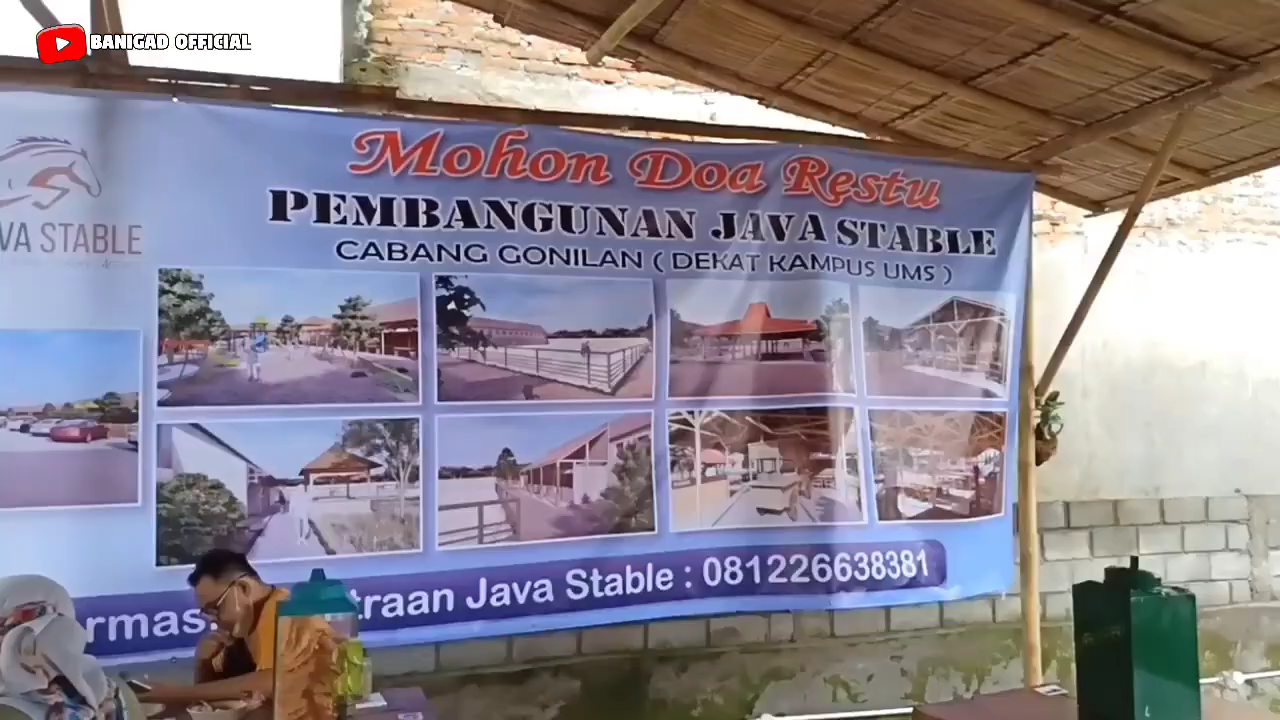 BANIGAD OFFICIAL
Mohon Doa Restu
PEMBANGUNAN JAVA STABLE
CABANG GONILAN ( DEKAT KAMPUS UMS )
VA STABLE
rmas traan Java Stable : 081226638381